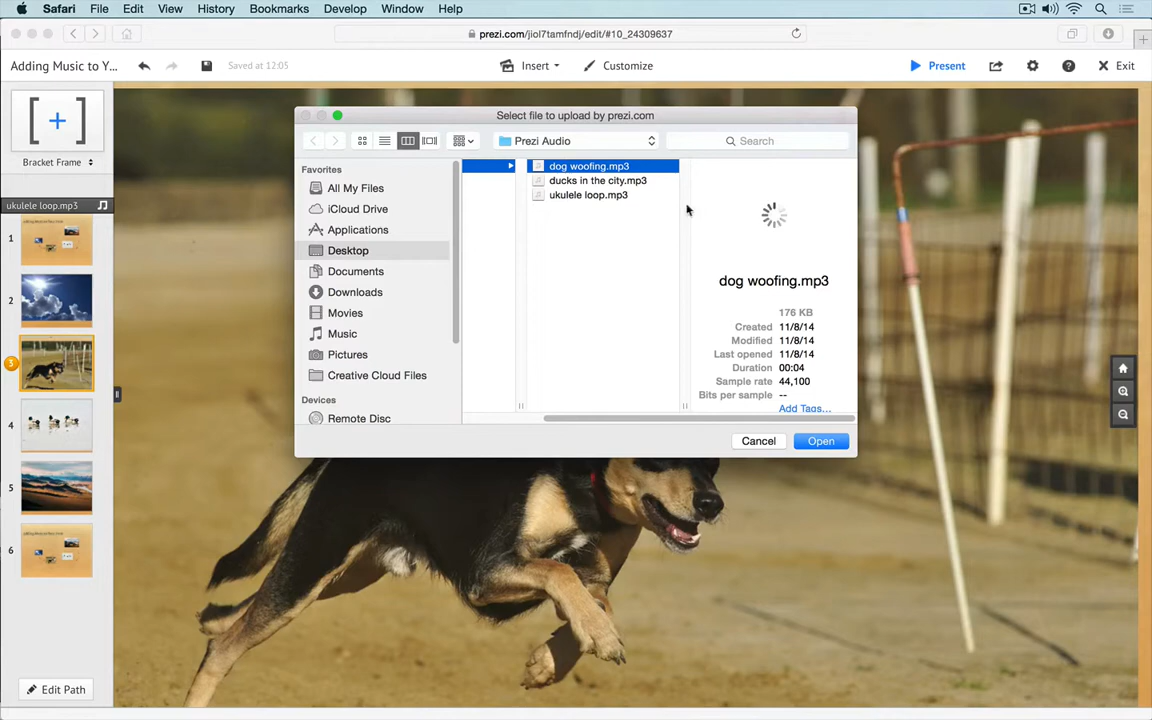 Safari File Edit View History Bookmarks Develop Window Help
prezi.com/jiol7tamfndj/edit/#10_24309637
Adding Music to Y... Saved at 12:05 Insert Customize Present Exit
Select file to upload by prezi.com
Prezi Audio Search
Bracket Frame
ukulele loop.mp3
1
2
3
4
5
6
Edit Path
Favorites
All My Files
iCloud Drive
Applications
Desktop
Documents
Downloads
Movies
Music
Pictures
Creative Cloud Files
Devices
Remote Disc
dog woofing.mp3
ducks in the city.mp3
ukulele loop.mp3
dog woofing.mp3
176 KB
Created 11/8/14
Modified 11/8/14
Last opened 11/8/14
Duration 00:04
Sample rate 44,100
Bits per sample --
Add Tags...
Cancel Open